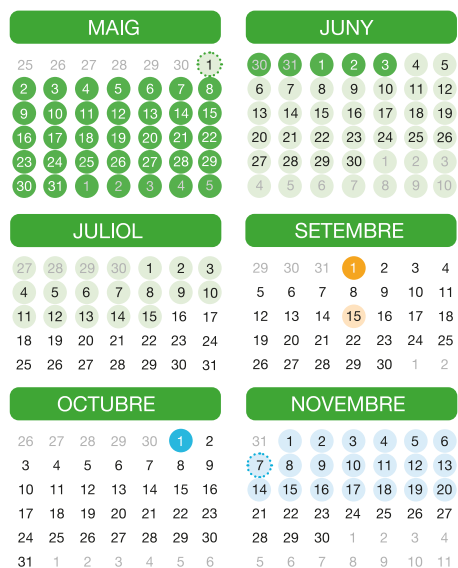 MAIG
25 26 27 28 29 30 1
2 3 4 5 6 7 8
9 10 11 12 13 14 15
16 17 18 19 20 21 22
23 24 25 26 27 28 29
30 31 1 2 3 4 5
JUNY
30 31 1 2 3 4 5
6 7 8 9 10 11 12
13 14 15 16 17 18 19
20 21 22 23 24 25 26
27 28 29 30 1 2 3
4 5 6 7 8 9 10
JULIOL
27 28 29 30 1 2 3
4 5 6 7 8 9 10
11 12 13 14 15 16 17
18 19 20 21 22 23 24
25 26 27 28 29 30 31
SETEMBRE
29 30 31 1 2 3 4
5 6 7 8 9 10 11
12 13 14 15 16 17 18
19 20 21 22 23 24 25
26 27 28 29 30 1 2
OCTUBRE
26 27 28 29 30 1 2
3 4 5 6 7 8 9
10 11 12 13 14 15 16
17 18 19 20 21 22 23
24 25 26 27 28 29 30
31 1 2 3 4 5 6
NOVEMBRE
31 1 2 3 4 5 6
7 8 9 10 11 12 13
14 15 16 17 18 19 20
21 22 23 24 25 26 27
28 29 30 1 2 3 4
5 6 7 8 9 10 11